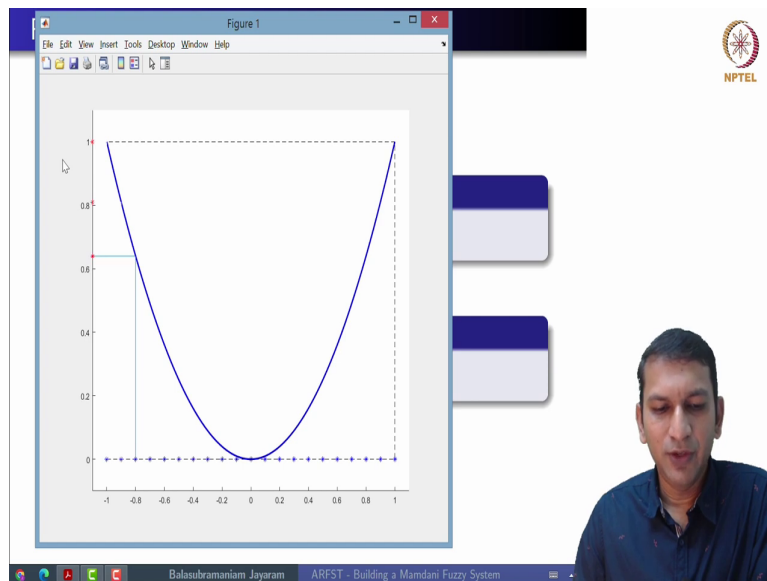 Figure 1
File Edit View Insert Tools Desktop Window Help
NPTEL
1
0.8
0.6
0.4
0.2
0
-1 -0.8 -0.6 -0.4 -0.2 0 0.2 0.4 0.6 0.8 1
Balasubramaniam Jayaram ARFST - Building a Mamdani Fuzzy System